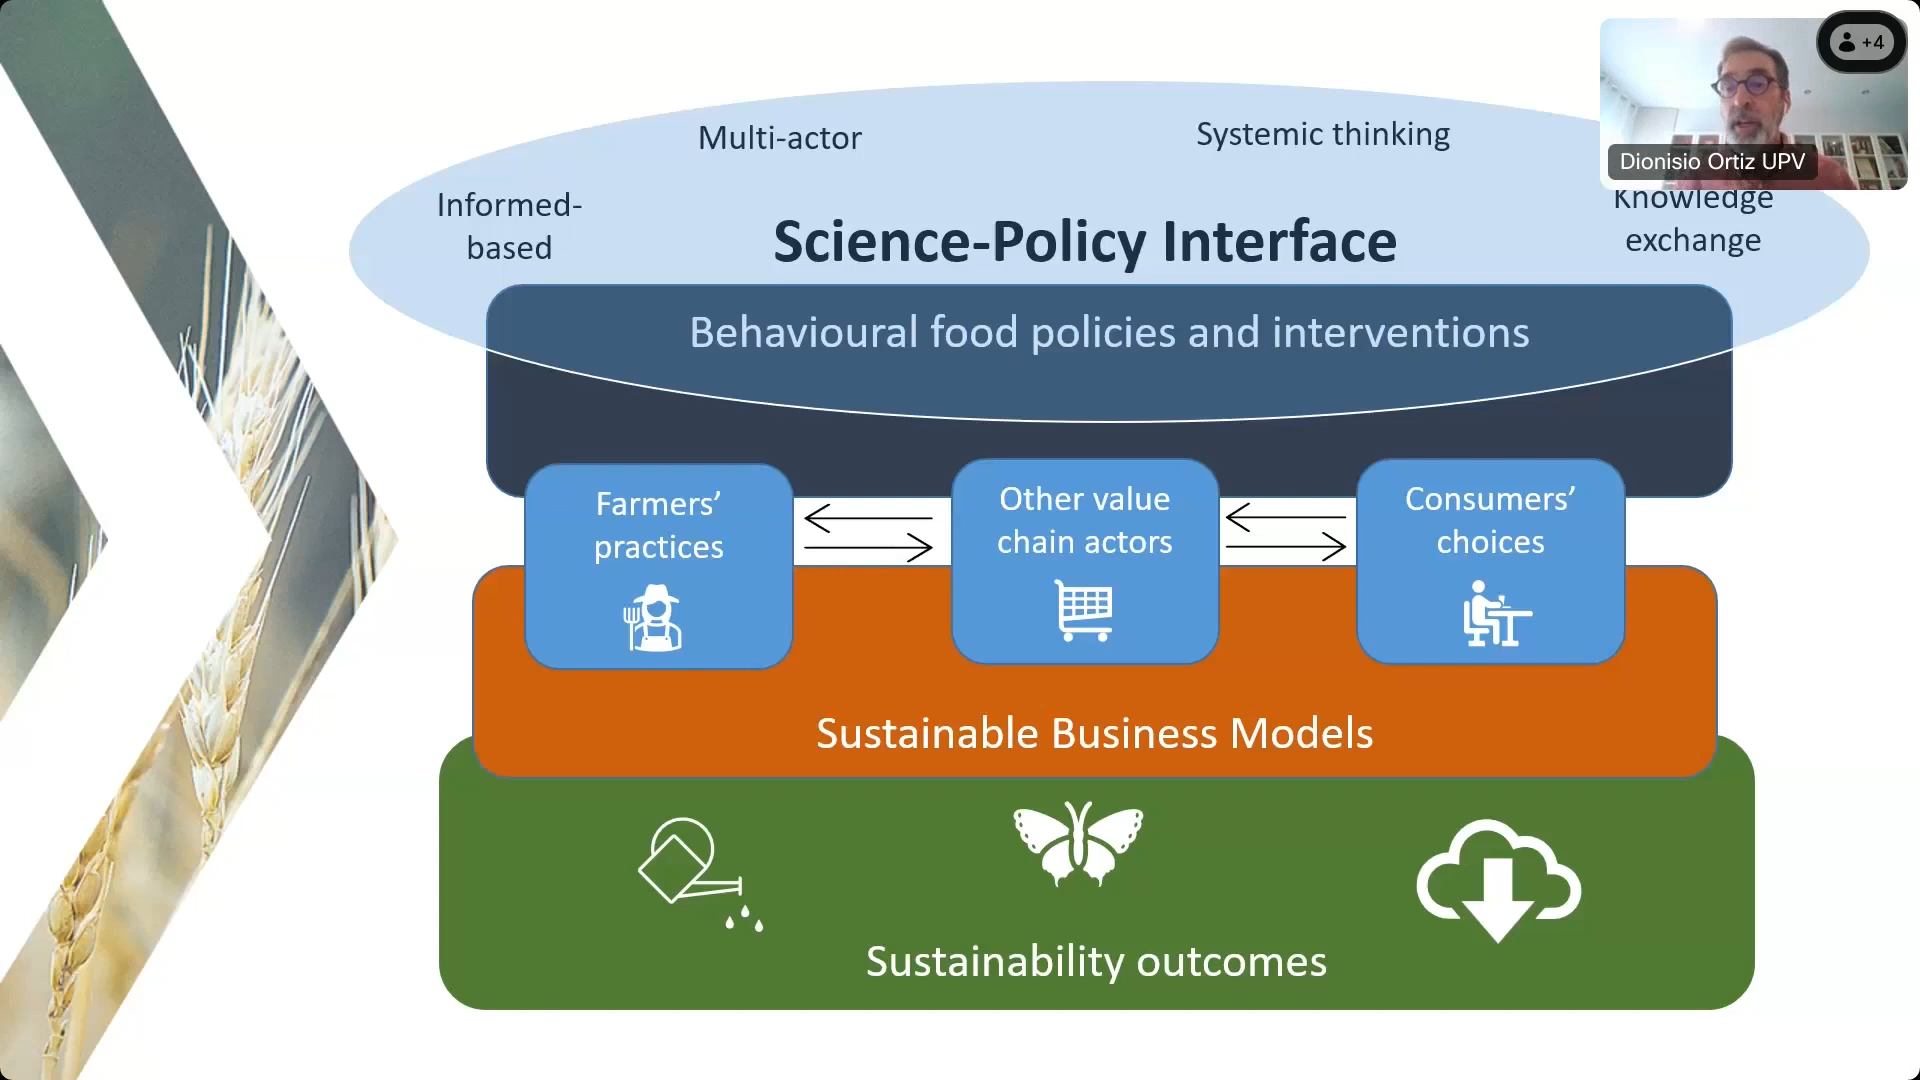 +4
Dionisio Ortiz UPV
Multi-actor
Systemic thinking
Informed-
based
Knowledge
exchange
Science-Policy Interface
Behavioural food policies and interventions
Farmers’
practices
Other value
chain actors
Consumers’
choices
Sustainable Business Models
Sustainability outcomes